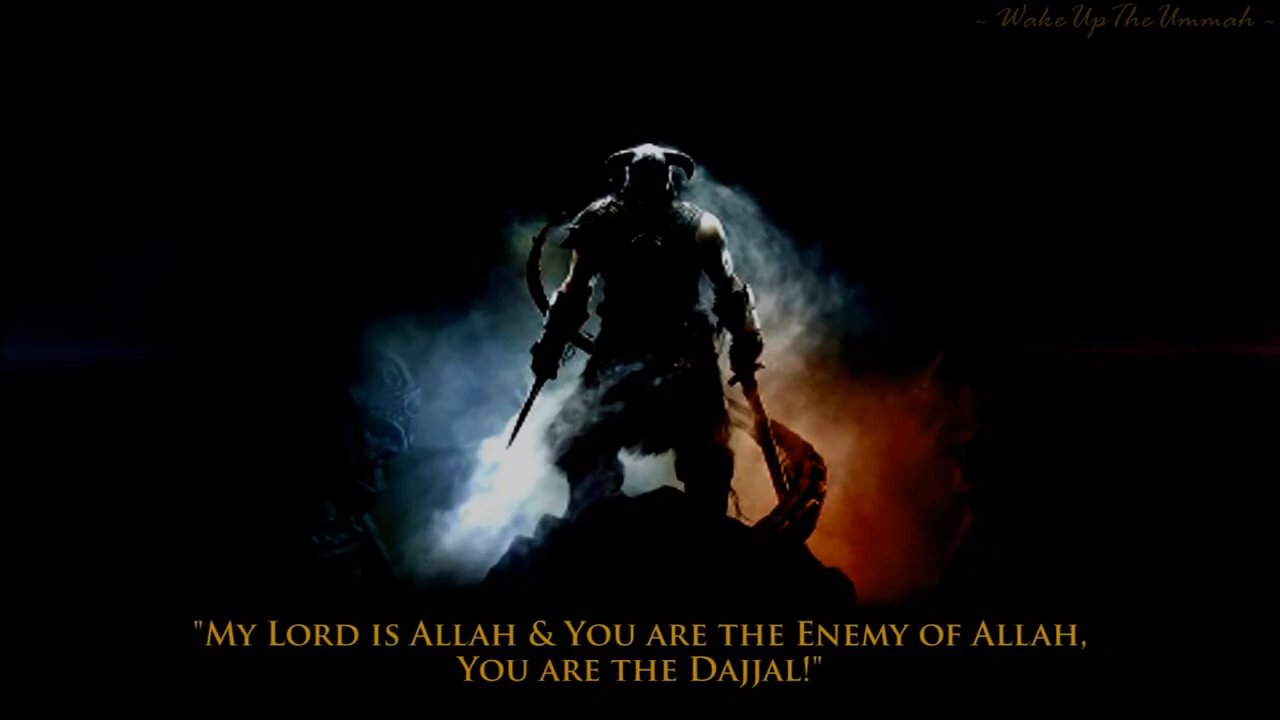 ~ Wake Up The Ummah ~
"My Lord is Allah & You are the Enemy of Allah,
You are the Dajjal!"